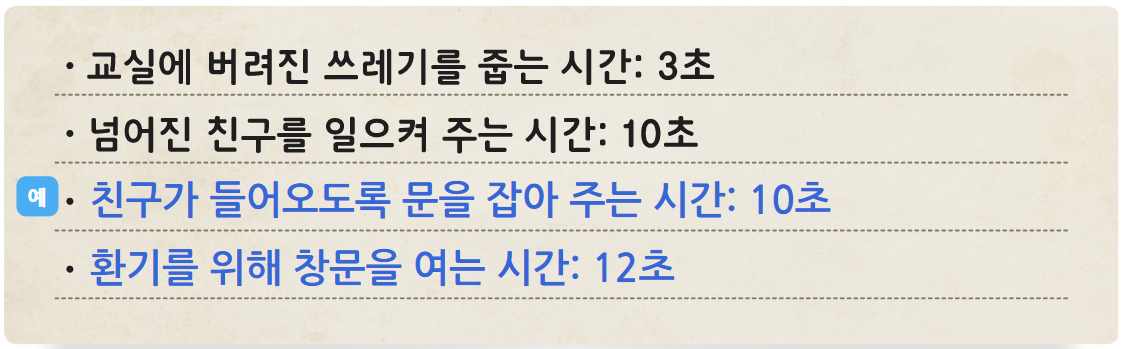 · 교실에 버려진 쓰레기를 줍는 시간: 3초
· 넘어진 친구를 일으켜 주는 시간: 10초
예 · 친구가 들어오도록 문을 잡아 주는 시간: 10초
· 환기를 위해 창문을 여는 시간: 12초